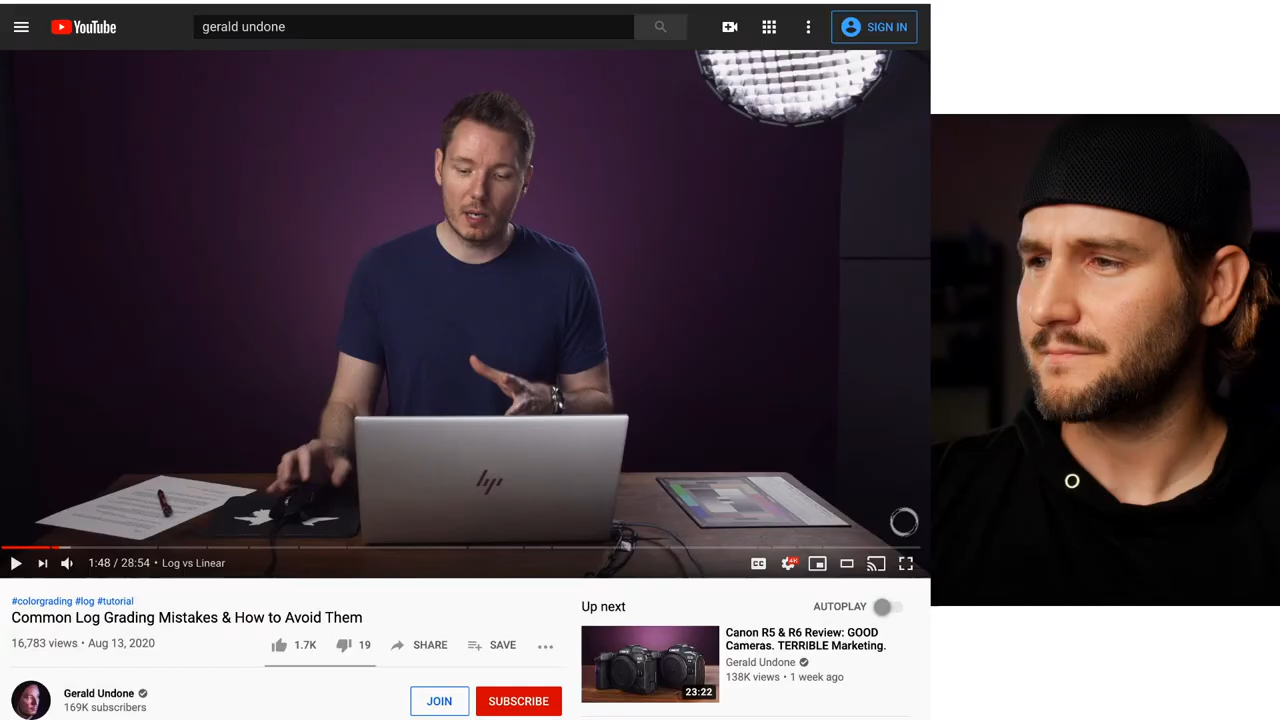 YouTube
gerald undone
SIGN IN
hp
1:48 / 28:54 • Log vs Linear
CC
4K
#colorgrading #log #tutorial
Common Log Grading Mistakes & How to Avoid Them
16,783 views • Aug 13, 2020
1.7K
19
SHARE
SAVE
Gerald Undone
169K subscribers
JOIN
SUBSCRIBE
Up next
AUTOPLAY
Canon R5 & R6 Review: GOOD
Cameras. TERRIBLE Marketing.
Gerald Undone
138K views • 1 week ago
23:22